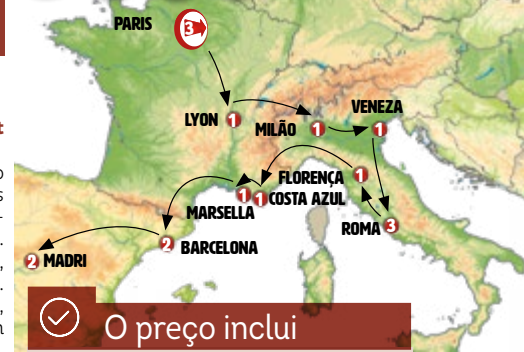 PARIS
3
LYON 1
MILÃO 1
VENEZA
1
FLORENÇA 1
1 1 COSTA AZUL
MARSELLA
ROMA 3
2 BARCELONA
2 MADRI
O preço inclui